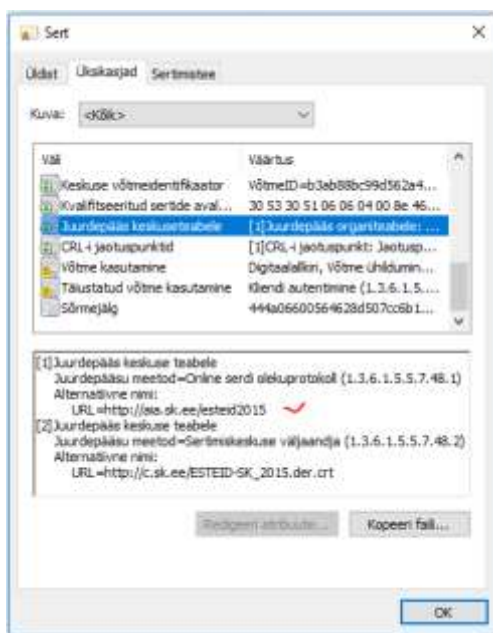 Sert
Üldist Üksikasjad Sertimistee
Kuva: <Kõik>
Väli Väärtus
Keskuse võtmeidentifikaator VõtmeID=b3ab88bc99d562a4...
Kvalifitseeritud sertide aval... 30 53 30 51 06 06 04 00 8e 46...
Juurdepääs keskuseteabele [1]Juurdepääs organiteabele: ...
CRL-i jaotuspunktid [1]CRL-i jaotuspunkt: Jaotusp...
Võtme kasutamine Digitaalallkiri, Võtme ühildumin...
Täiustatud võtme kasutamine Kliendi autentimine (1.3.6.1.5....
Sõrmejälg 444a06600564628d507cc6b1...
[1]Juurdepääs keskuse teabele
Juurdepääsu meetod=Online serdi olekuprotokoll (1.3.6.1.5.5.7.48.1)
Alternatiivne nimi:
URL=http://aia.sk.ee/esteid2015
[2]Juurdepääs keskuse teabele
Juurdepääsu meetod=Sertimiskeskuse väljaandja (1.3.6.1.5.5.7.48.2)
Alternatiivne nimi:
URL=http://c.sk.ee/ESTEID-SK_2015.der.crt
Redigeeri atribuute... Kopeeri faili...
OK